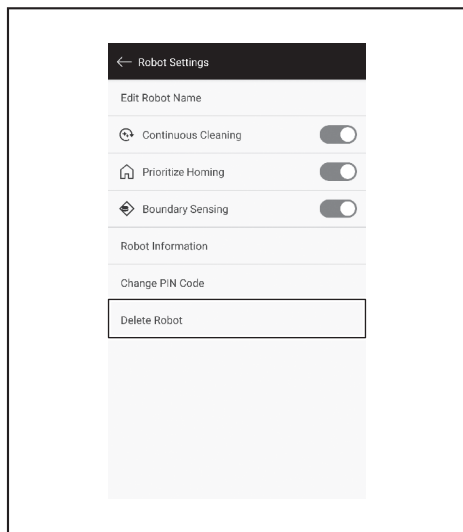 Robot Settings
Edit Robot Name
Continuous Cleaning
Prioritize Homing
Boundary Sensing
Robot Information
Change PIN Code
Delete Robot